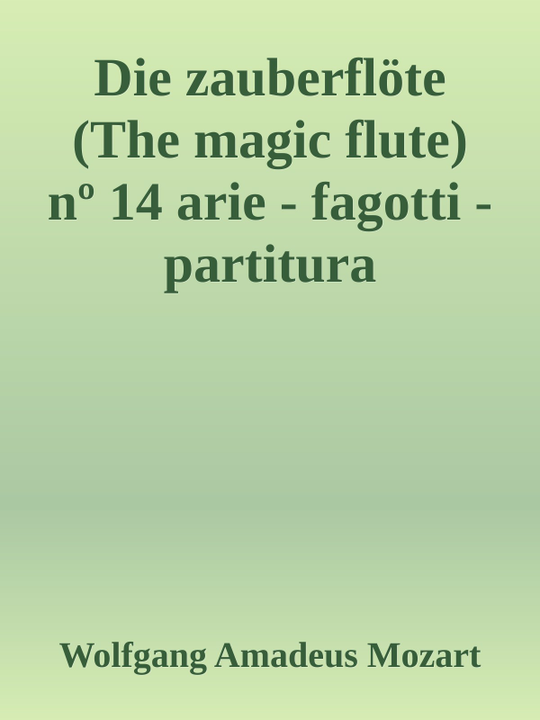 Die zauberflöte
(The magic flute)
nº 14 arie - fagotti -
partitura
Wolfgang Amadeus Mozart